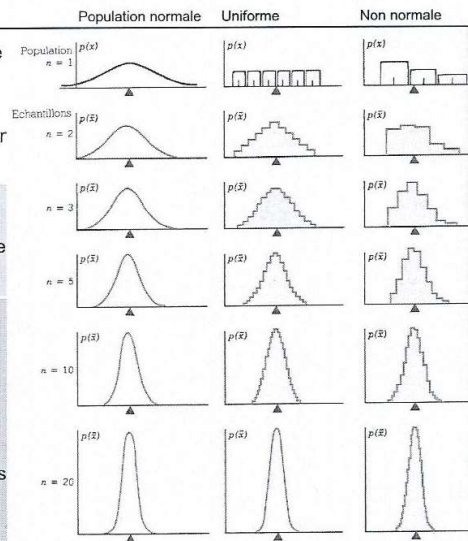 Population normale Uniforme Non normale
e
Population
n = 1
p(x) p(x) p(x)
Echantillons
n = 2
r
p(x̄) p(x̄) p(x̄)
n = 3
p(x̄) p(x̄) p(x̄)
e
n = 5
p(x̄) p(x̄) p(x̄)
n = 10
p(x̄) p(x̄) p(x̄)
s
n = 20
p(x̄) p(x̄) p(x̄)